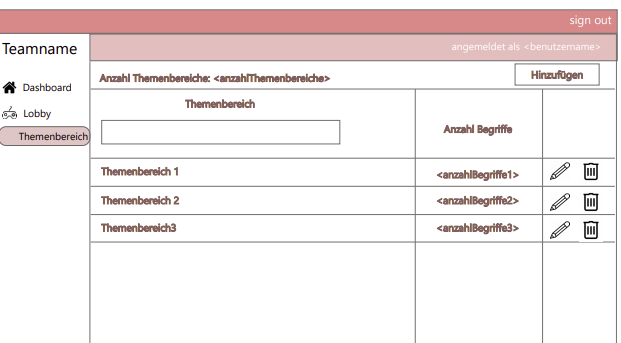 sign out
Teamname
angemeldet als <benutzername>
Dashboard
Lobby
Themenbereich
Anzahl Themenbereiche: <anzahlThemenbereiche>
Hinzufügen
Themenbereich
Anzahl Begriffe
Themenbereich 1
<anzahlBegriffe1>
Themenbereich 2
<anzahlBegriffe2>
Themenbereich3
<anzahlBegriffe3>